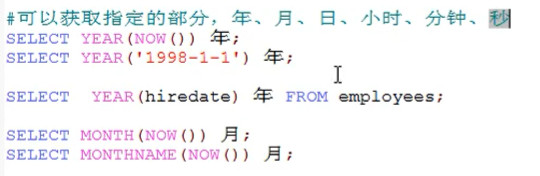 #可以获取指定的部分，年、月、日、小时、分钟、秒
SELECT YEAR(NOW()) 年;
SELECT YEAR('1998-1-1') 年;
SELECT  YEAR(hiredate) 年 FROM employees;
SELECT MONTH(NOW()) 月;
SELECT MONTHNAME(NOW()) 月;